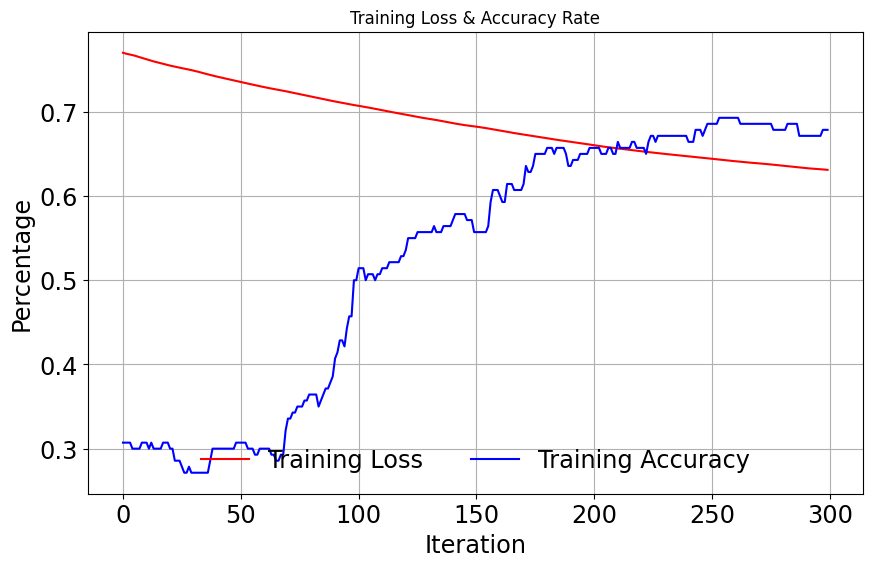 Training Loss & Accuracy Rate
Percentage
0.7
0.6
0.5
0.4
0.3
Training Loss
Training Accuracy
0 50 100 150 200 250 300
Iteration